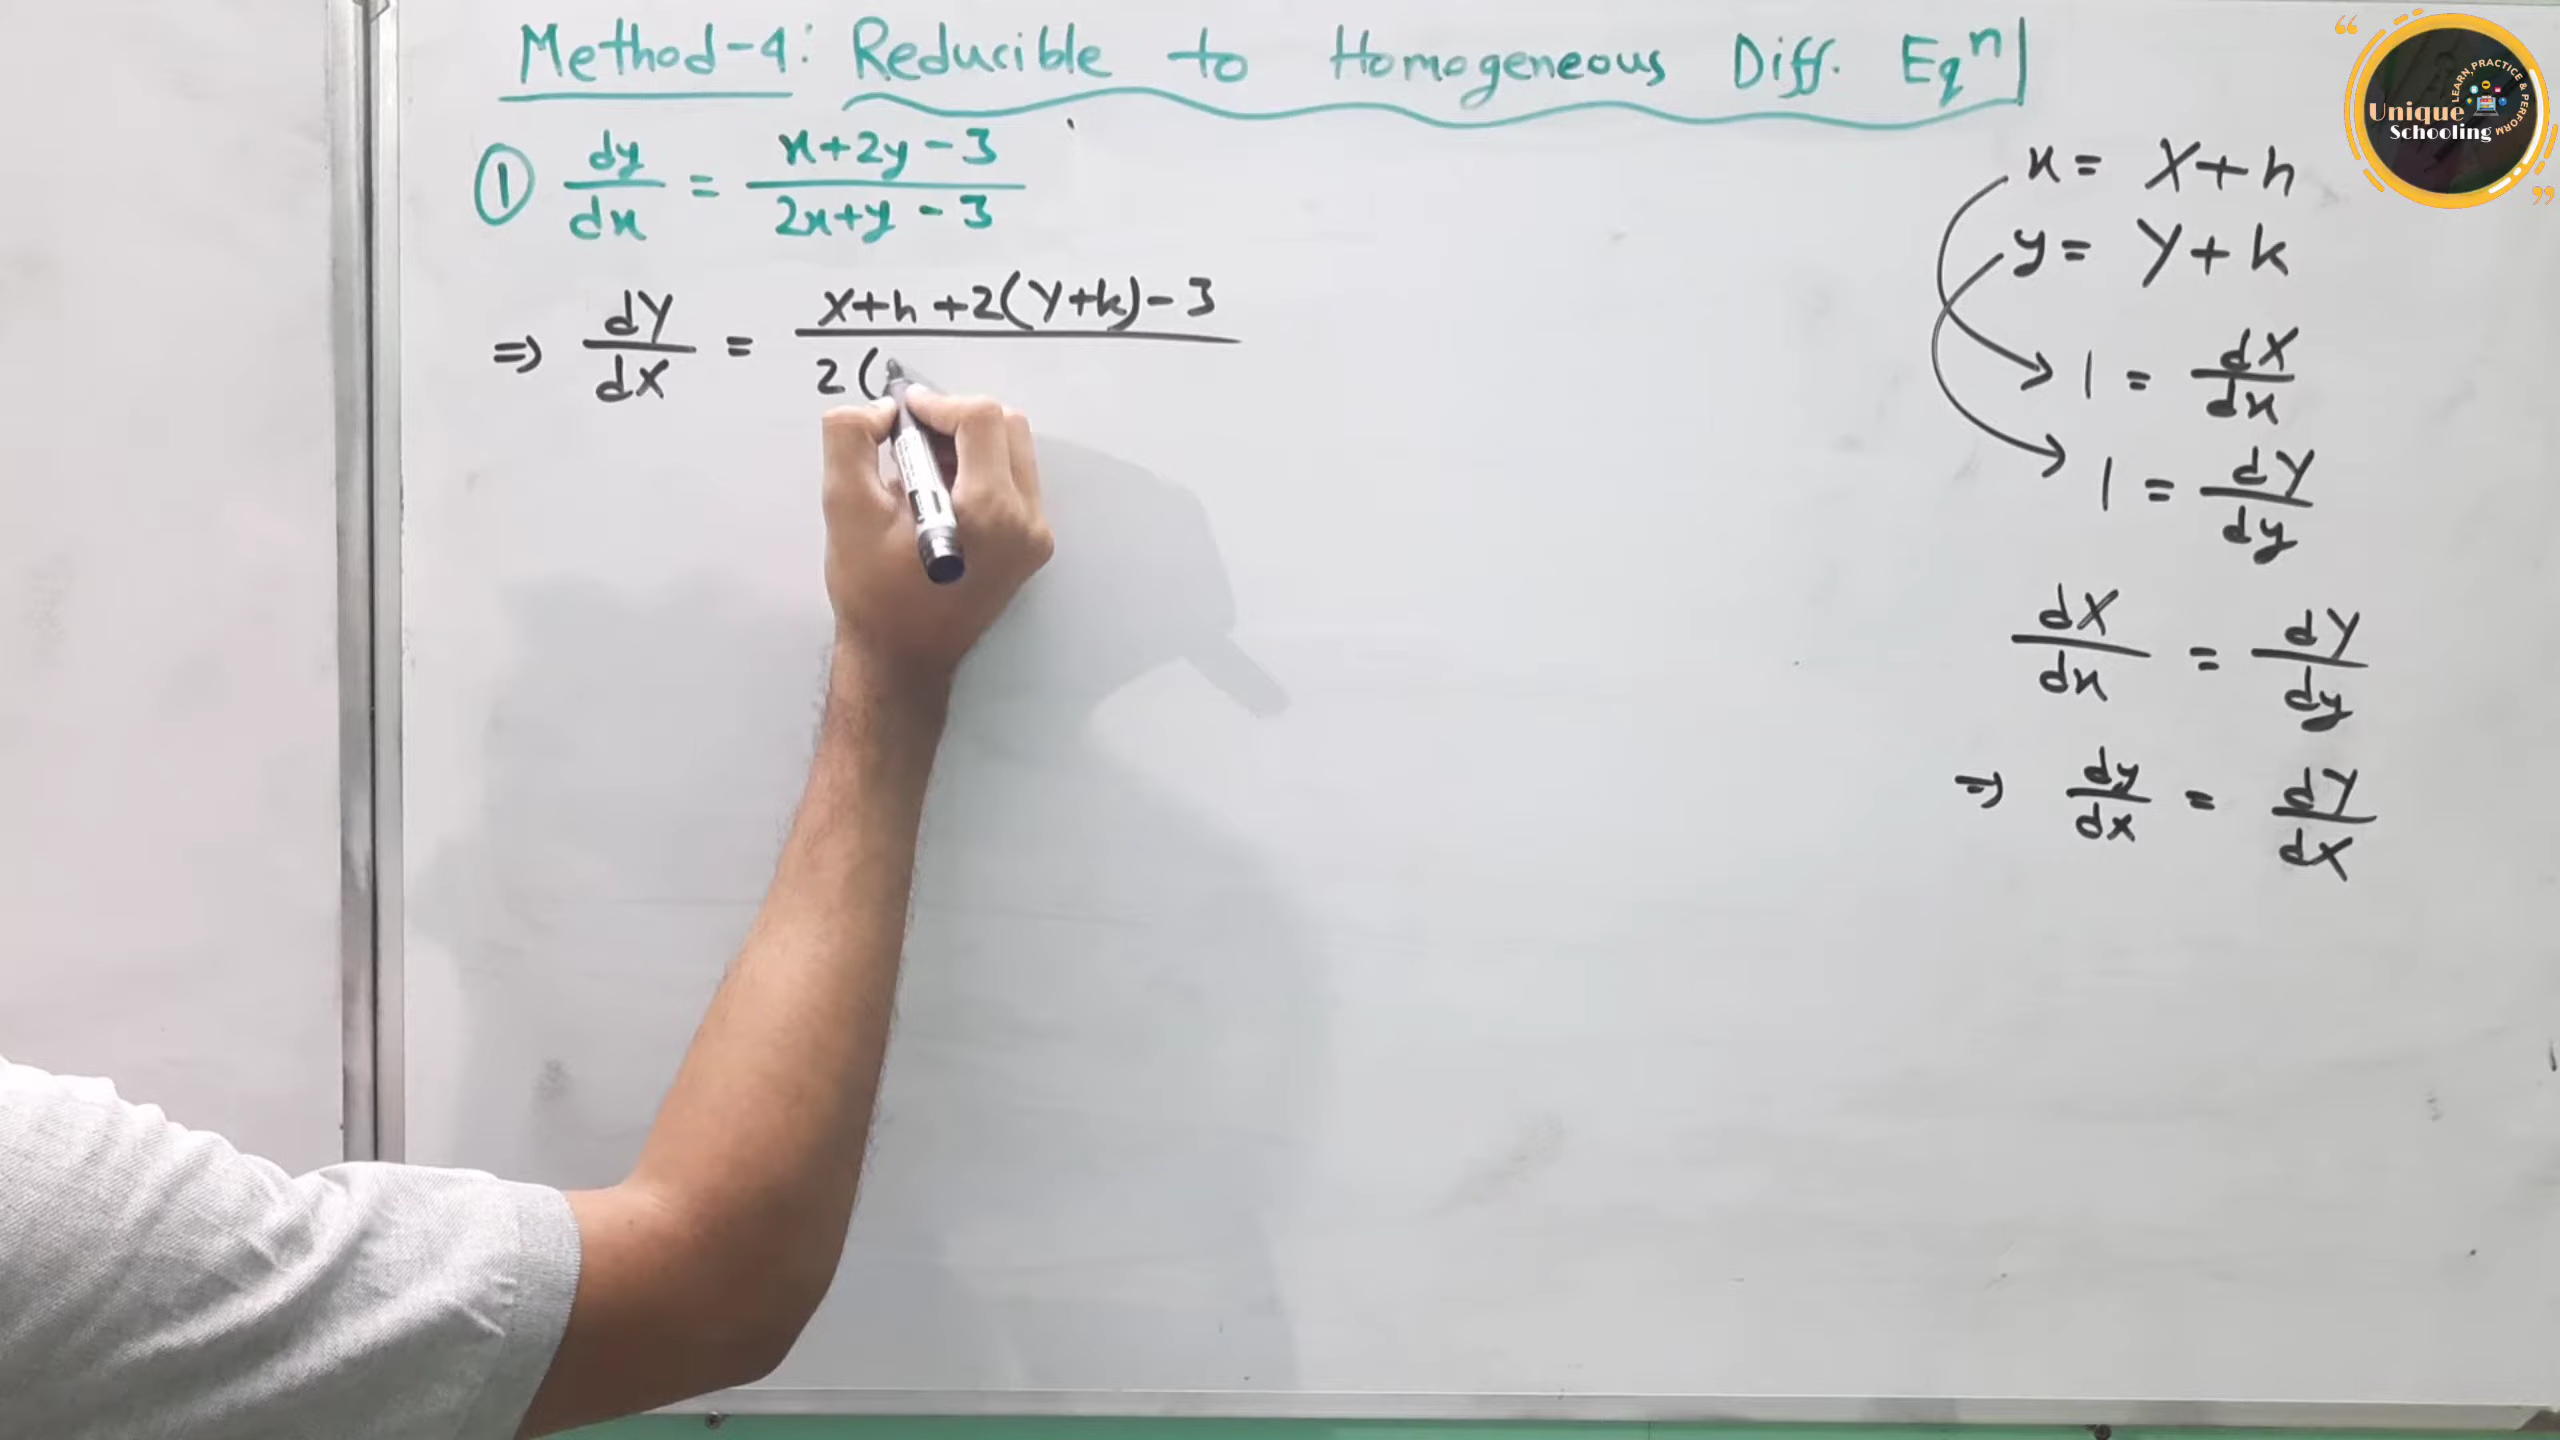 Method-4: Reducible to Homogeneous Diff. Eqⁿ
① dy/dx = x+2y-3/2x+y-3
⇒ dY/dX = X+h+2(Y+k)-3/2(
x = X+h
y = Y+k
1 = dX/dx
1 = dY/dy
dX/dx = dY/dy
⇒ dy/dx = dY/dX
“ LEARN, PRACTICE & PERFORM ”
Unique
Schooling